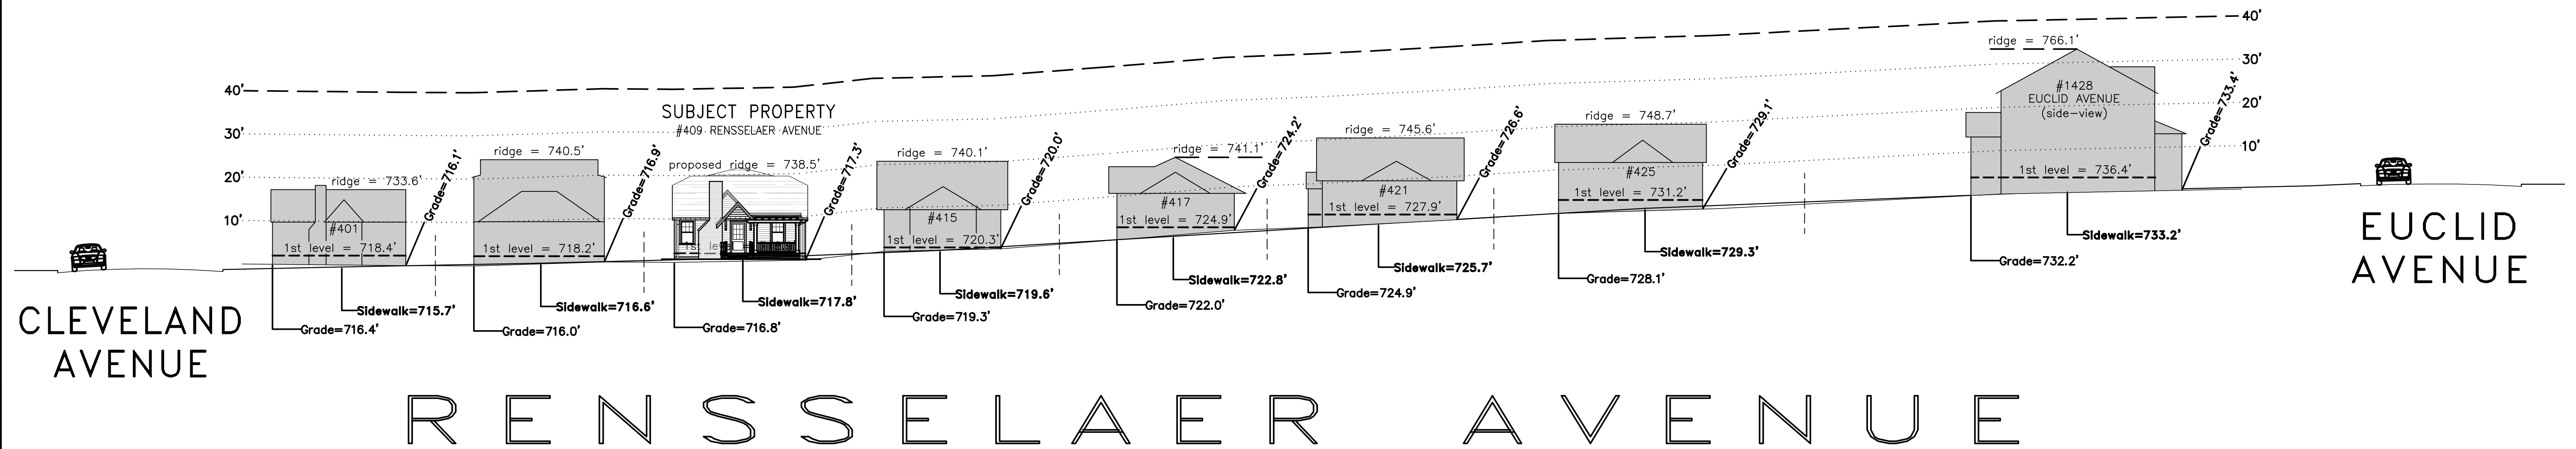 40'
30'
20'
10'
40'
30'
20'
10'
SUBJECT PROPERTY
#409 RENSSELAER AVENUE
ridge = 733.6'
#401
1st level = 718.4'
Grade=716.1'
Sidewalk=715.7'
Grade=716.4'
ridge = 740.5'
1st level = 718.2'
Grade=716.9'
Sidewalk=716.6'
Grade=716.0'
proposed ridge = 738.5'
1st le
Grade=717.3'
Sidewalk=717.8'
Grade=716.8'
ridge = 740.1'
#415
1st level = 720.3'
Grade=720.0'
Sidewalk=719.6'
Grade=719.3'
ridge = 741.1'
#417
1st level = 724.9'
Grade=724.2'
Sidewalk=722.8'
Grade=722.0'
ridge = 745.6'
#421
1st level = 727.9'
Grade=726.6'
Sidewalk=725.7'
Grade=724.9'
ridge = 748.7'
#425
1st level = 731.2'
Grade=729.1'
Sidewalk=729.3'
Grade=728.1'
ridge = 766.1'
#1428
EUCLID AVENUE
(side-view)
1st level = 736.4'
Grade=733.4'
Sidewalk=733.2'
Grade=732.2'
CLEVELAND
AVENUE
EUCLID
AVENUE
RENSSELAER AVENUE